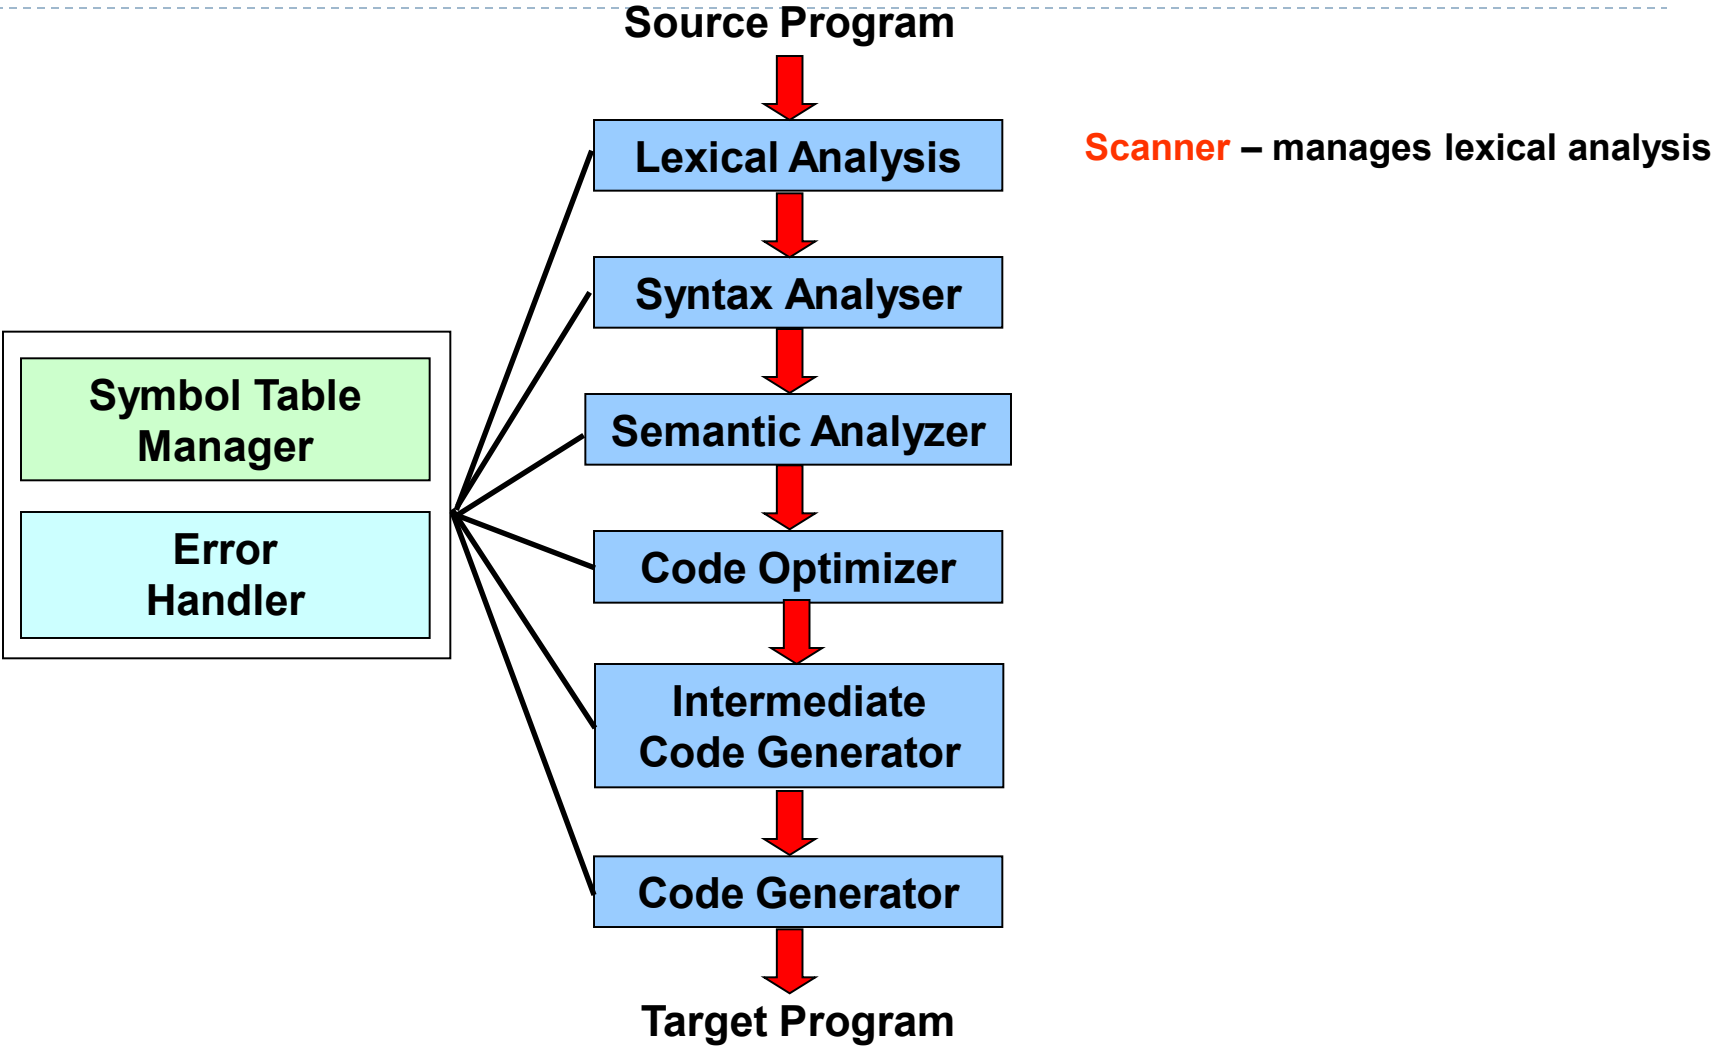 Source Program
Lexical Analysis
Scanner – manages lexical analysis
Syntax Analyser
Symbol Table
Manager
Semantic Analyzer
Error
Handler
Code Optimizer
Intermediate
Code Generator
Code Generator
Target Program